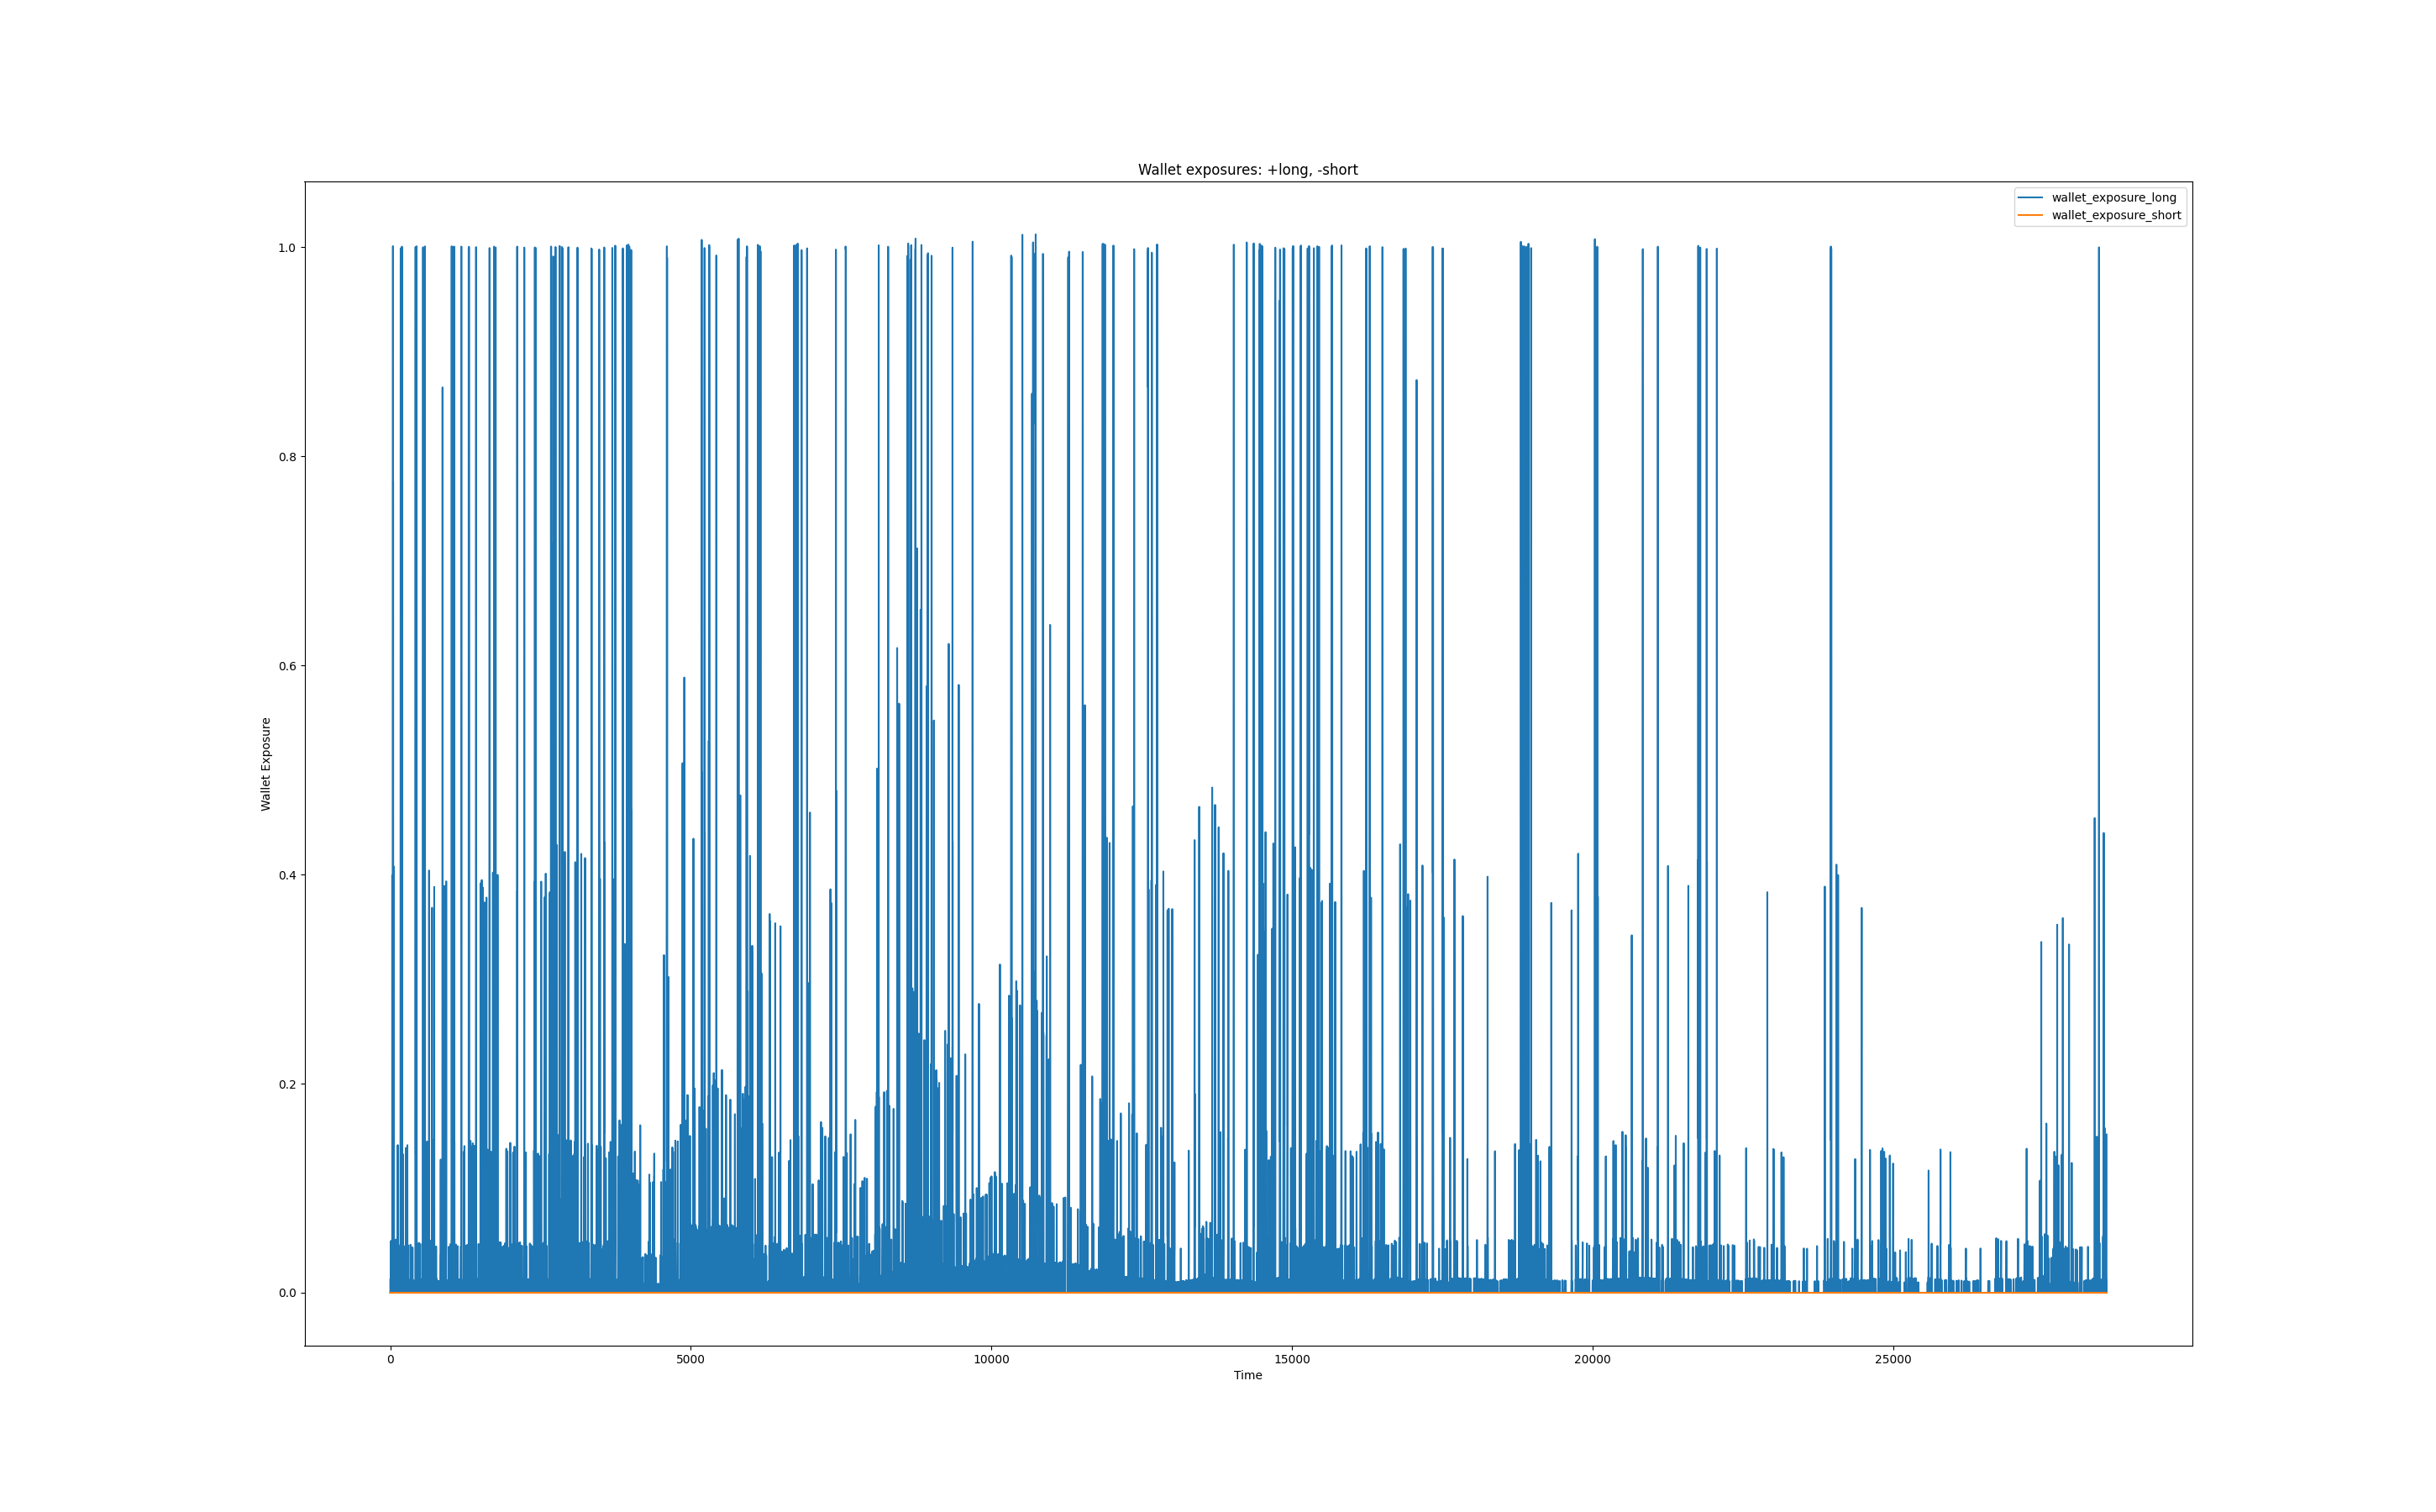 Wallet exposures: +long, -short
wallet_exposure_long
wallet_exposure_short
1.0
0.8
0.6
0.4
0.2
0.0
Wallet Exposure
0 5000 10000 15000 20000 25000
Time